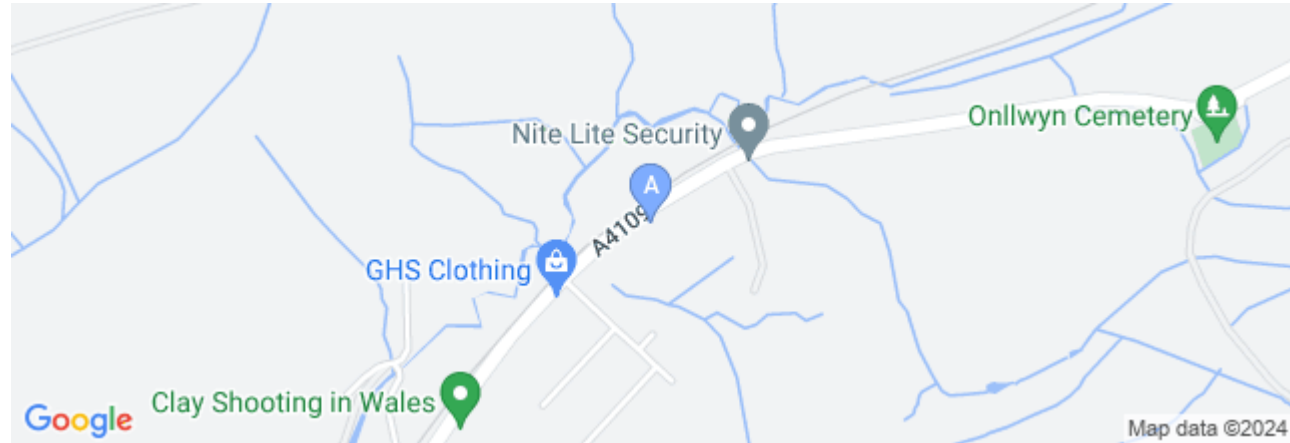 Onllwyn Cemetery
Nite Lite Security
A
A4109
GHS Clothing
Clay Shooting in Wales
Google
Map data ©2024